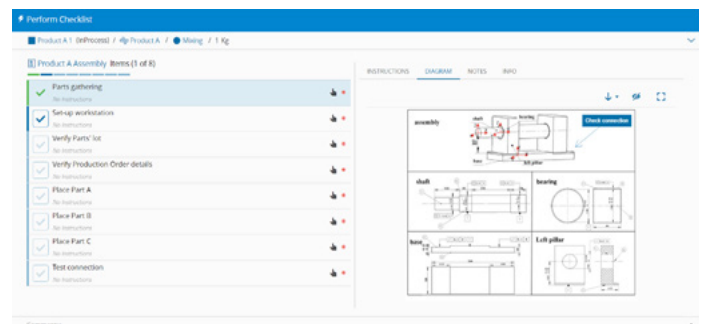 Perform Checklist
Product A 1 (InProcess) / Product A / Mixing / 1 Kg
Product A Assembly Items (1 of 8)
INSTRUCTIONS DIAGRAM NOTES INFO
Parts gathering
No instructions
Set-up workstation
No instructions
Verify Parts' lot
No instructions
Verify Production Order details
No instructions
Place Part A
No instructions
Place Part B
No instructions
Place Part C
No instructions
Test connection
No instructions
assembly
shaft
bearing
Check connection
base
left pillar
shaft
bearing
base
Left pillar